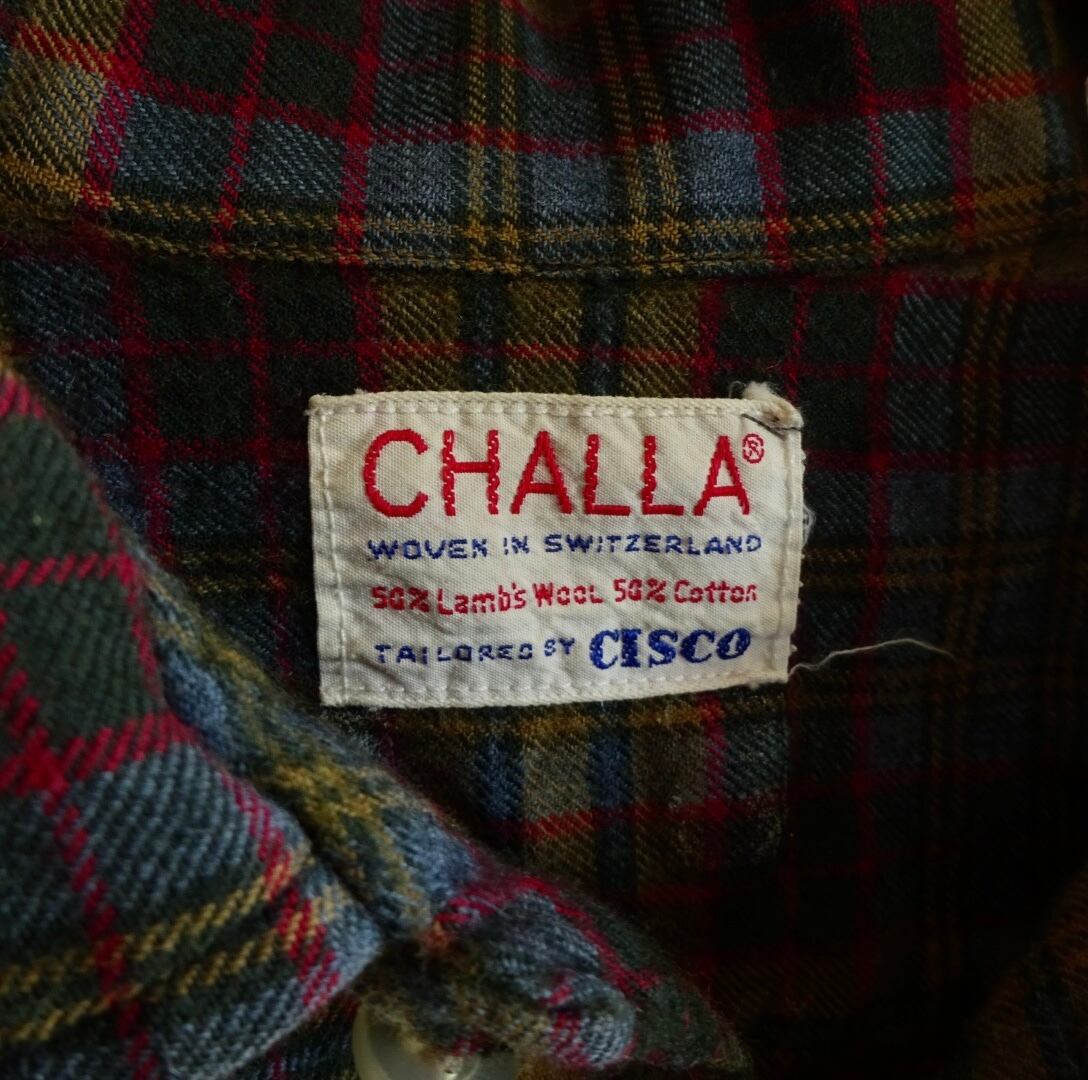 CHALLA®
WOVEN IN SWITZERLAND
50% Lamb's Wool 50% Cotton
TAILORED BY CISCO